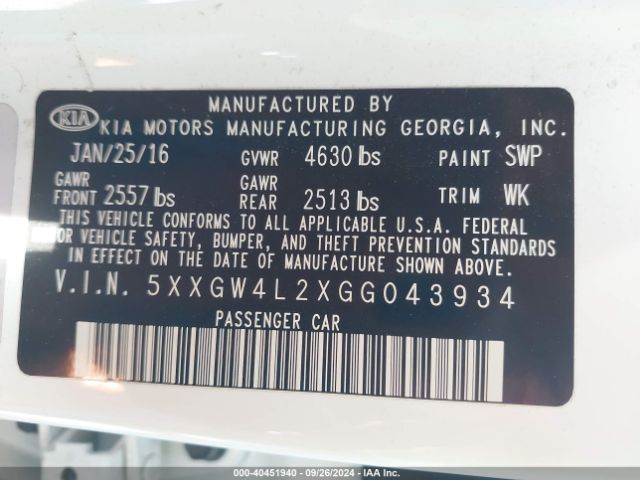 MANUFACTURED BY
KIA KIA MOTORS MANUFACTURING GEORGIA, INC.
JAN/25/16 GVWR 4630 lbs PAINT SWP
GAWR GAWR
FRONT 2557 lbs REAR 2513 lbs TRIM WK
THIS VEHICLE CONFORMS TO ALL APPLICABLE U.S.A. FEDERAL
MOTOR VEHICLE SAFETY, BUMPER, AND THEFT PREVENTION STANDARDS
IN EFFECT ON THE DATE OF MANUFACTURE SHOWN ABOVE.
V.I.N. 5XXGW4L2XGG043934
PASSENGER CAR
000-40451940 - 09/26/2024 - IAA Inc.